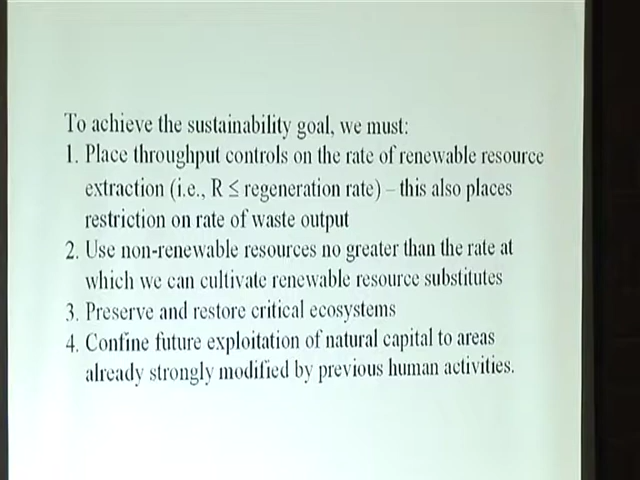 To achieve the sustainability goal, we must:
1. Place throughput controls on the rate of renewable resource
extraction (i.e., R ≤ regeneration rate) – this also places
restriction on rate of waste output
2. Use non-renewable resources no greater than the rate at
which we can cultivate renewable resource substitutes
3. Preserve and restore critical ecosystems
4. Confine future exploitation of natural capital to areas
already strongly modified by previous human activities.